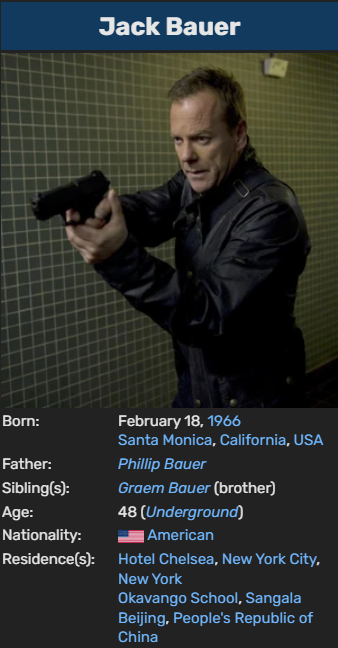 Jack Bauer
Born: February 18, 1966
Santa Monica, California, USA
Father: Phillip Bauer
Sibling(s): Graem Bauer (brother)
Age: 48 (Underground)
Nationality: American
Residence(s): Hotel Chelsea, New York City,
New York
Okavango School, Sangala
Beijing, People's Republic of
China